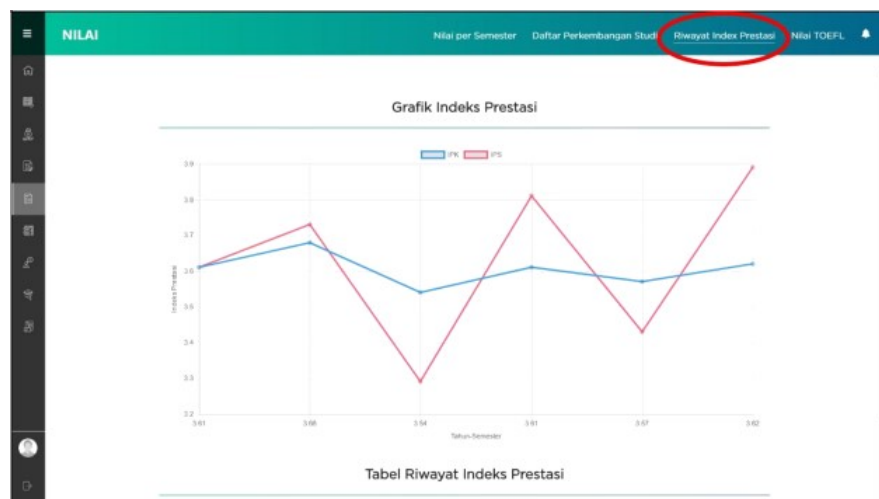 NILAI
Nilai per Semester Daftar Perkembangan Studi Riwayat Index Prestasi Nilai TOEFL
Grafik Indeks Prestasi
IPK IPS
3.9
3.8
3.7
3.6
3.5
3.4
3.3
3.2
Indeks Prestasi
3.61 3.68 3.54 3.61 3.57 3.62
Tahun-Semester
Tabel Riwayat Indeks Prestasi